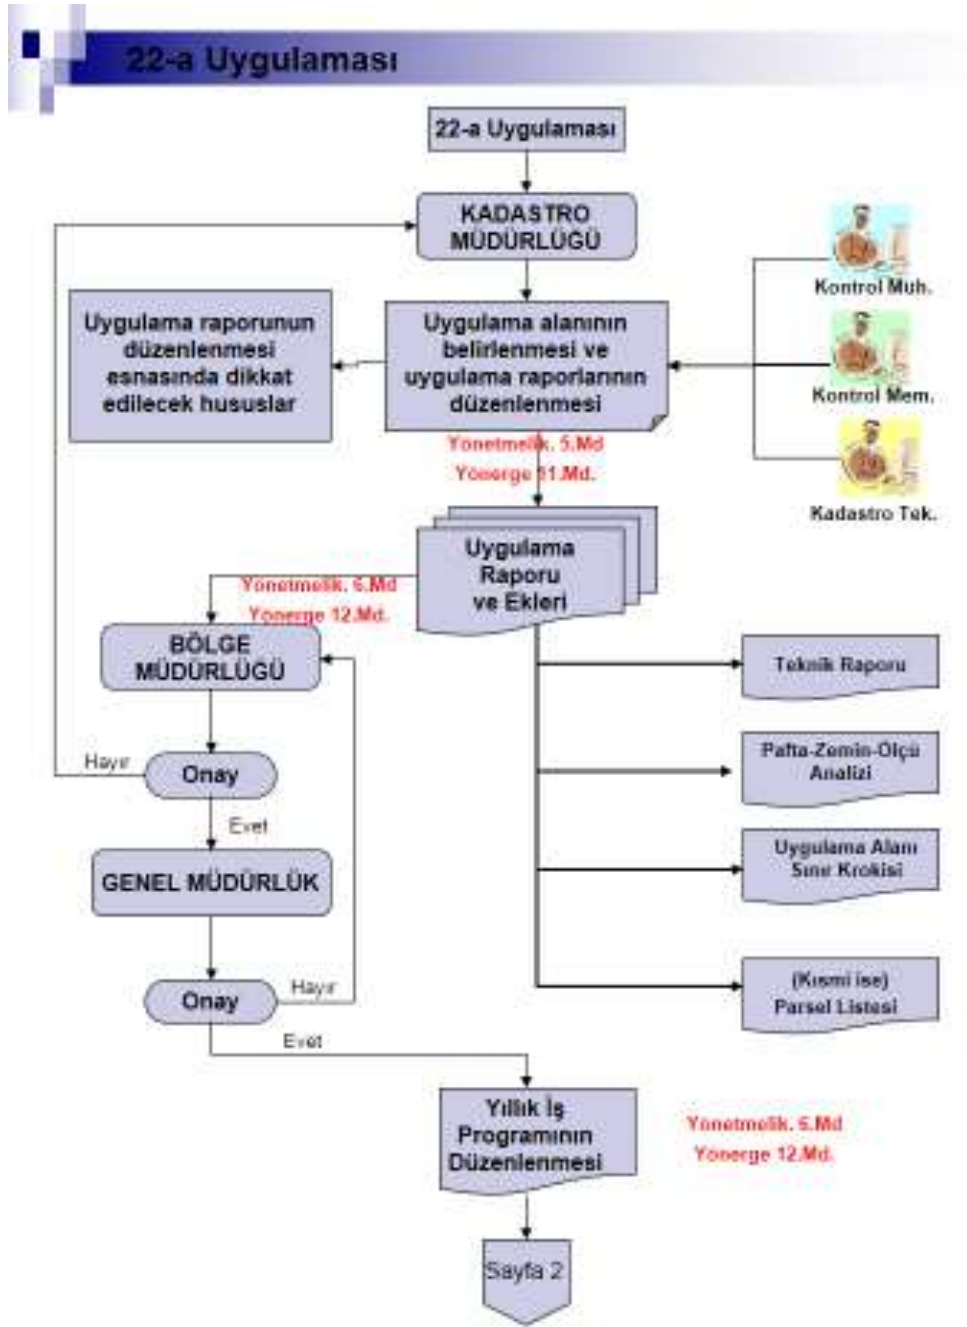 22-a Uygulaması
22-a Uygulaması
KADASTRO
MÜDÜRLÜĞÜ
Kontrol Muh.
Uygulama raporunun
düzenlenmesi
esnasında dikkat
edilecek hususlar
Uygulama alanının
belirlenmesi ve
uygulama raporlarının
düzenlenmesi
Kontrol Mem.
Yönetmelik. 5.Md
Yönerge 11.Md.
Kadastro Tek.
Uygulama
Raporu
ve Ekleri
Yönetmelik. 6.Md
Yönerge 12.Md.
BÖLGE
MÜDÜRLÜĞÜ
Teknik Raporu
Hayır
Onay
Pafta-Zemin-Ölçü
Analizi
Evet
GENEL MÜDÜRLÜK
Uygulama Alanı
Sınır Krokisi
Onay
Hayır
(Kısmi ise)
Parsel Listesi
Evet
Yıllık İş
Programının
Düzenlenmesi
Yönetmelik. 6.Md
Yönerge 12.Md.
Sayfa 2